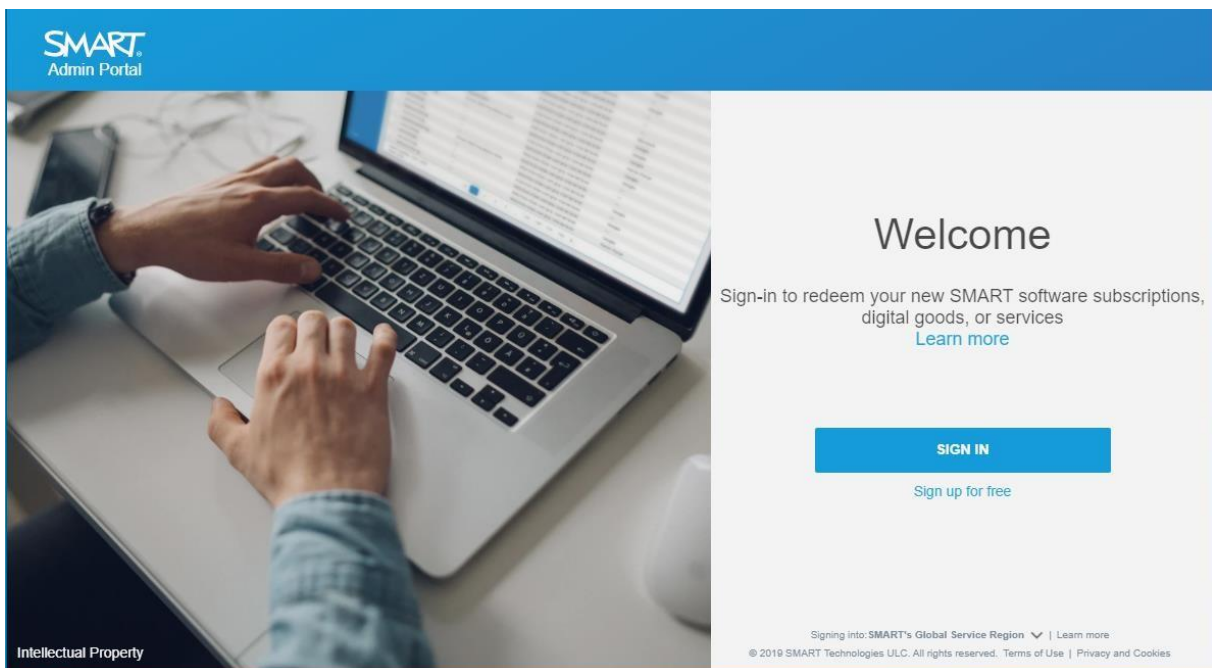 SMART
Admin Portal
Welcome
Sign-in to redeem your new SMART software subscriptions,
digital goods, or services
Learn more
SIGN IN
Sign up for free
Intellectual Property
Signing into: SMART's Global Service Region | Learn more
© 2019 SMART Technologies ULC. All rights reserved. Terms of Use | Privacy and Cookies